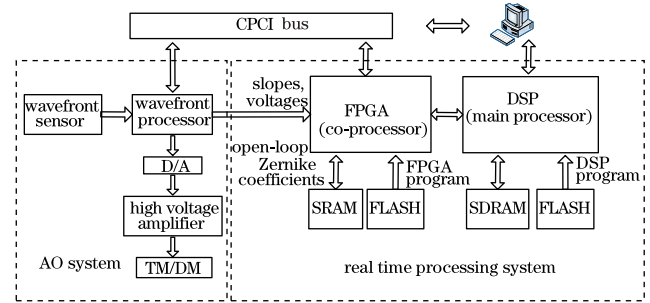 CPCI bus
wavefront
sensor
wavefront
processor
slopes,
voltages
FPGA
(co-processor)
DSP
(main processor)
D/A
open-loop
Zernike
coefficients
FPGA
program
DSP
program
high voltage
amplifier
SRAM
FLASH
SDRAM
FLASH
AO system
TM/DM
real time processing system